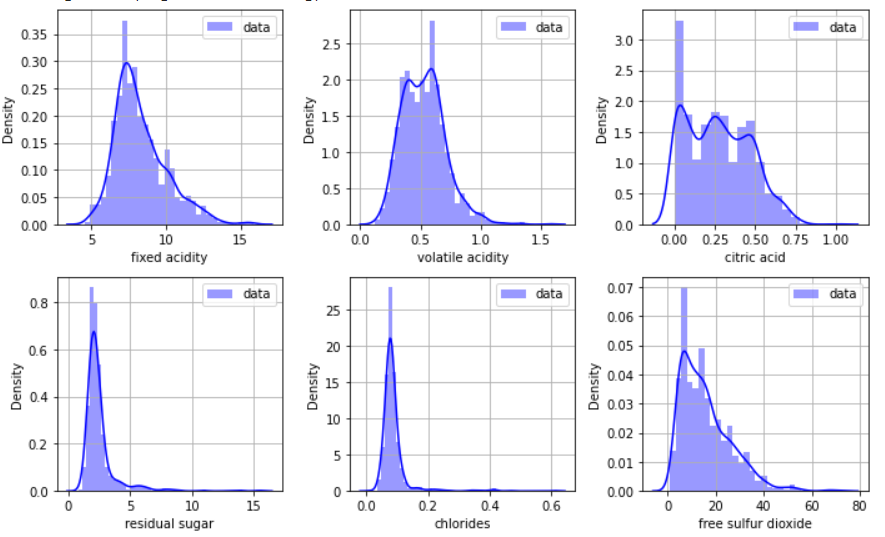 data data data
0.35
0.30
0.25
0.20
0.15
0.10
0.05
0.00
Density
5 10 15
fixed acidity
2.5
2.0
1.5
1.0
0.5
0.0
Density
0.0 0.5 1.0 1.5
volatile acidity
3.0
2.5
2.0
1.5
1.0
0.5
0.0
Density
0.00 0.25 0.50 0.75 1.00
citric acid
data data data
0.8
0.6
0.4
0.2
0.0
Density
0 5 10 15
residual sugar
25
20
15
10
5
0
Density
0.0 0.2 0.4 0.6
chlorides
0.07
0.06
0.05
0.04
0.03
0.02
0.01
0.00
Density
0 20 40 60 80
free sulfur dioxide